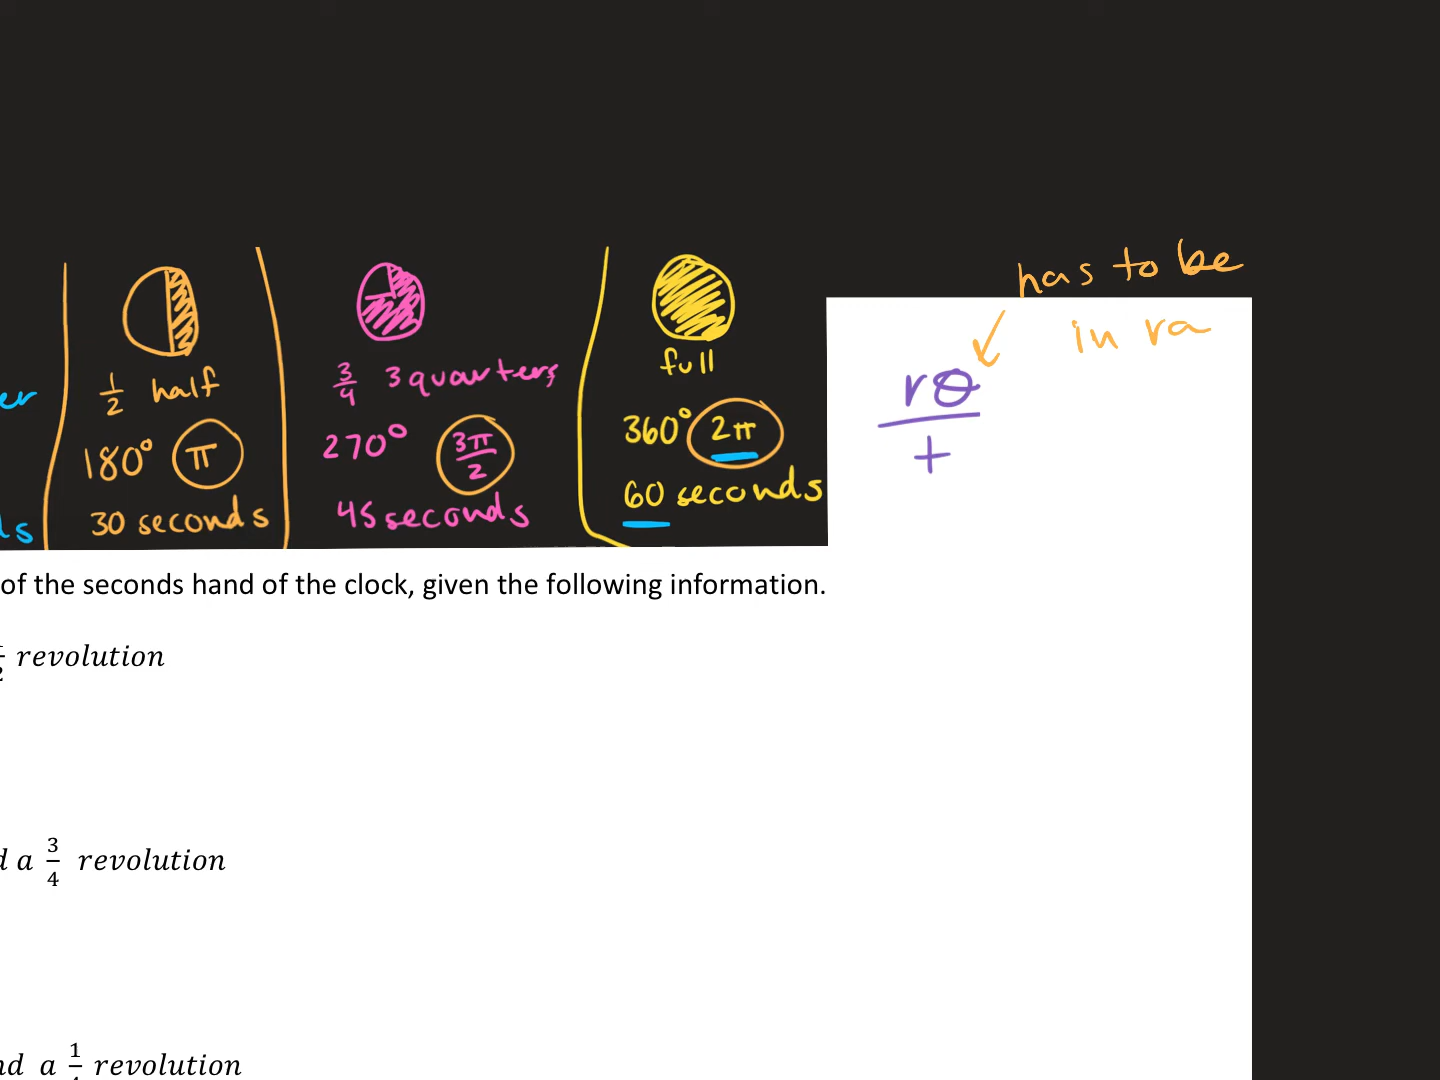 has to be
in ra
rθ
t
er
1/2 half
180° π
30 seconds
ds
3/4 3 quarters
270° 3π/2
45 seconds
full
360° 2π
60 seconds
of the seconds hand of the clock, given the following information.
revolution
a 3/4 revolution
a 1/4 revolution